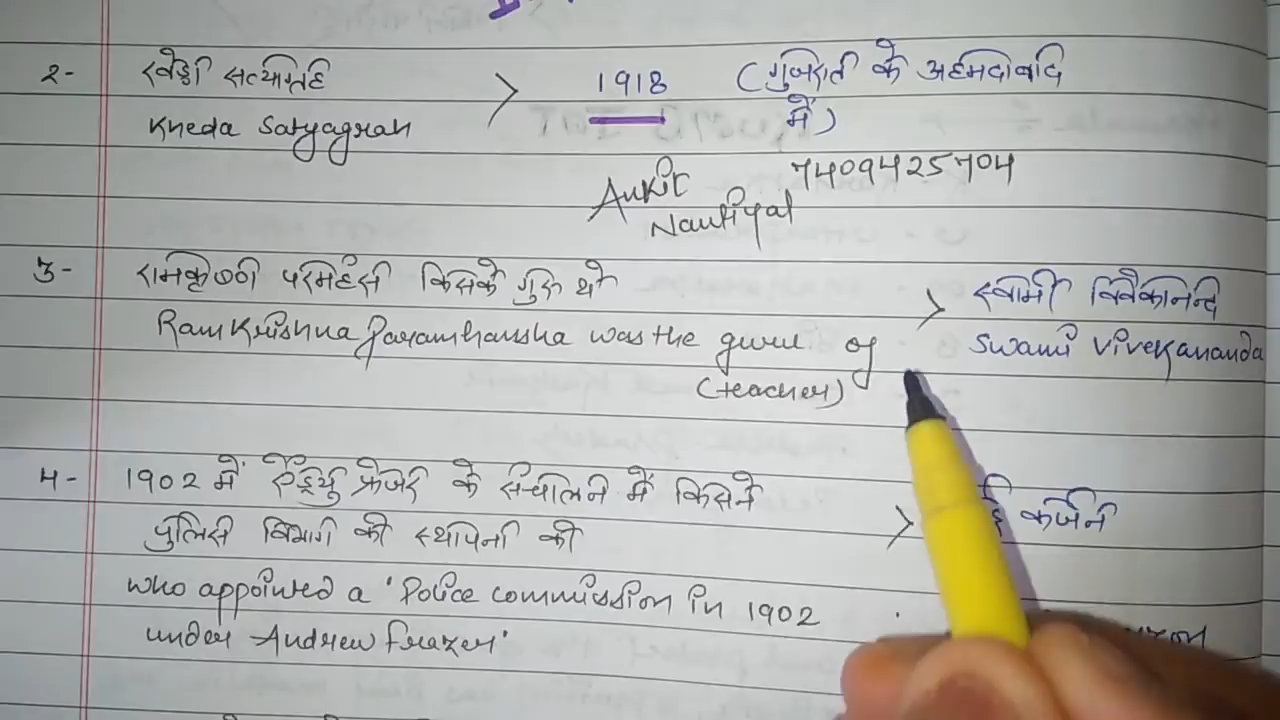 2- खेड़ा सत्याग्रह > 1918 (गुजरात के अहमदाबाद
Kheda Satyagrah में)
Ankit 7409425704
Nautiyal
3- रामकृष्ण परमहंस किसके गुरु थे > स्वामी विवेकानन्द
RamKrishna Paramhansha was the guru of Swami Vivekananda
(teacher)
4- 1902 में एंड्रयु फ्रेजर के संचालन में किसने > कर्जन
पुलिस विभाग की स्थापना की
who appointed a 'Police commission in 1902
under Andrew Frazer'